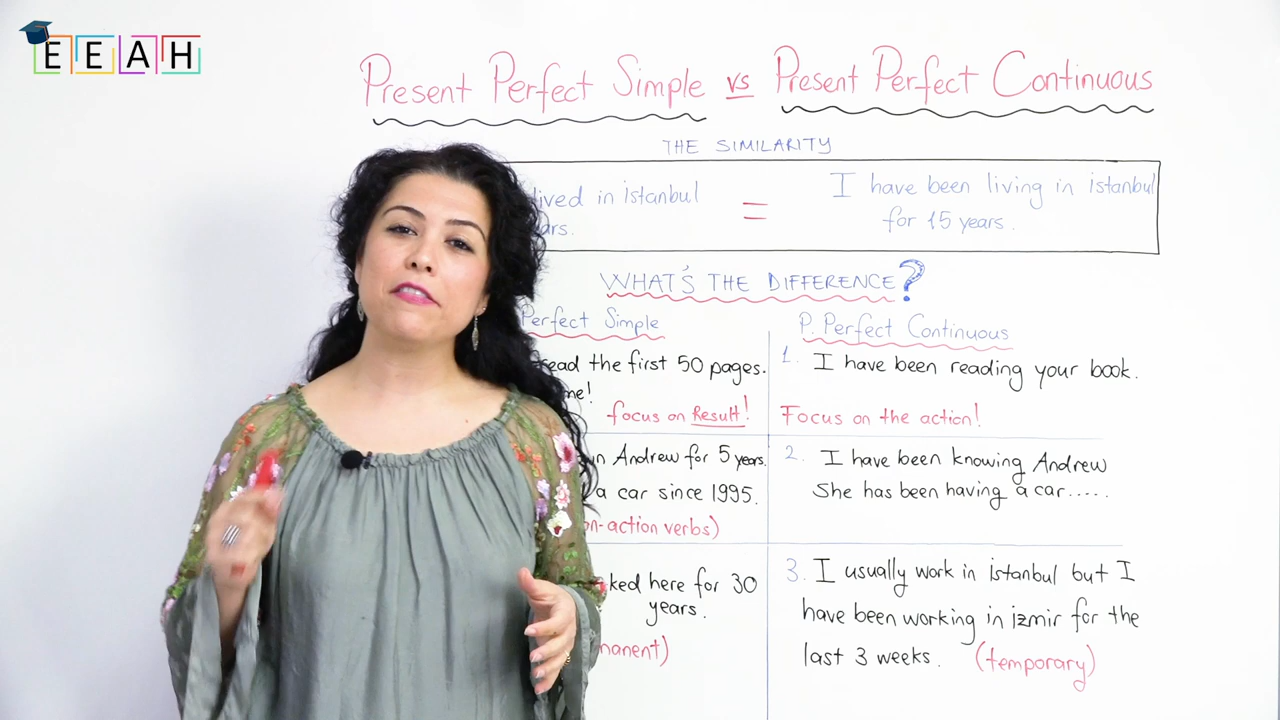 EEAH
Present Perfect Simple vs Present Perfect Continuous
THE SIMILARITY
lived in istanbul
=
I have been living in istanbul
for 15 years.
WHAT'S THE DIFFERENCE?
Perfect Simple
read the first 50 pages.
me!
focus on Result!
Andrew for 5 years.
a car since 1995.
on-action verbs)
ked here for 30
years.
manent)
P. Perfect Continuous
1. I have been reading your book.
Focus on the action!
2. I have been knowing Andrew
She has been having a car.....
3. I usually work in istanbul but I
have been working in izmir for the
last 3 weeks. (temporary)